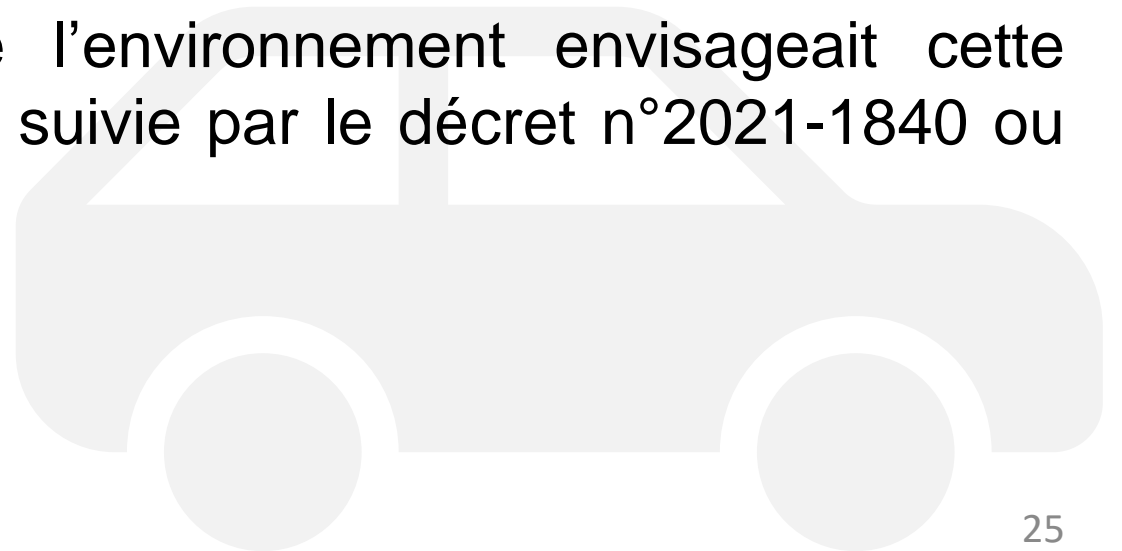 l’environnement envisageait cette
suivie par le décret n°2021-1840 ou
25